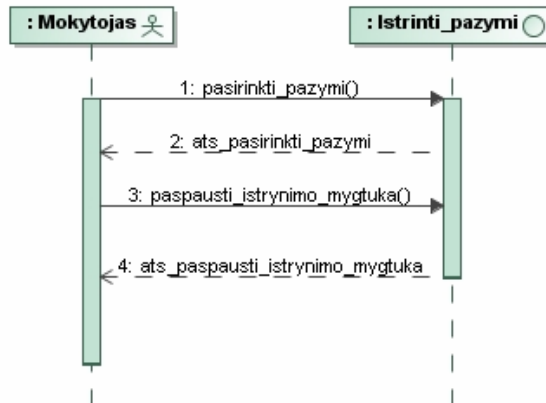 : Mokytojas
: Istrinti_pazymi
1: pasirinkti_pazymi()
2: ats_pasirinkti_pazymi
3: paspausti_istrynimo_mygtuka()
4: ats_paspausti_istrynimo_mygtuka